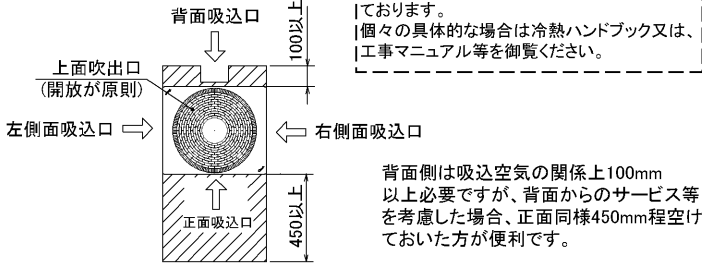 背面吸込口
100以上
ております。
個々の具体的な場合は冷熱ハンドブック又は、
工事マニュアル等を御覧ください。
上面吹出口
(開放が原則)
左側面吸込口
右側面吸込口
正面吸込口
450以上
背面側は吸込空気の関係上100mm
以上必要ですが、背面からのサービス等
を考慮した場合、正面同様450mm程空け
ておいた方が便利です。